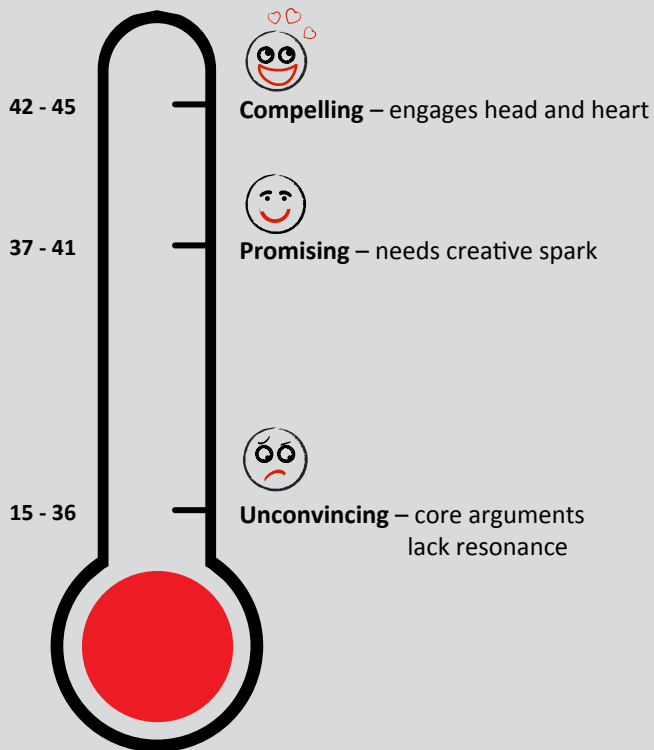 42 - 45
Compelling – engages head and heart
37 - 41
Promising – needs creative spark
15 - 36
Unconvincing – core arguments
lack resonance